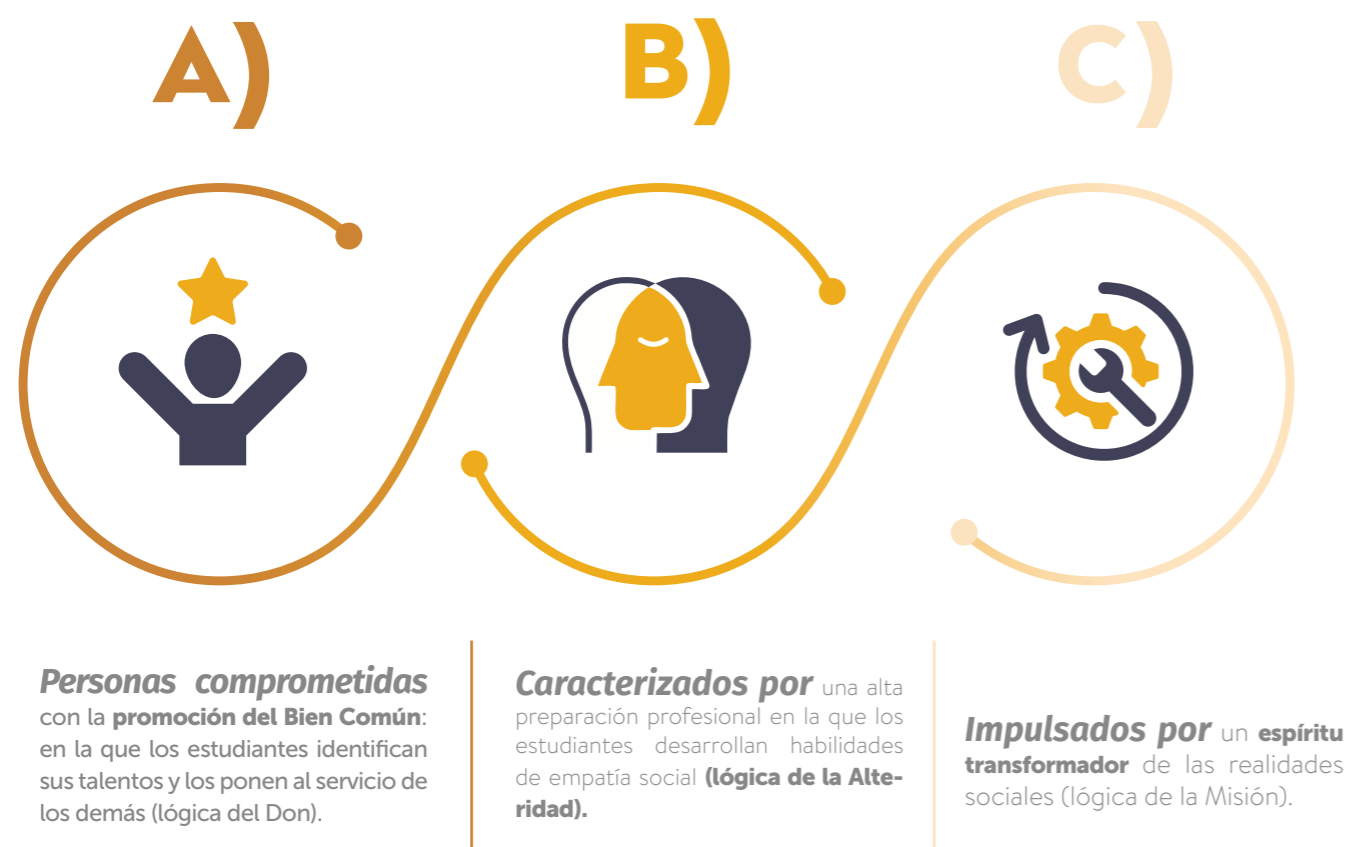 A)
B)
C)
Personas comprometidas
con la promoción del Bien Común:
en la que los estudiantes identifican
sus talentos y los ponen al servicio de
los demás (lógica del Don).
Caracterizados por una alta
preparación profesional en la que los
estudiantes desarrollan habilidades
de empatía social (lógica de la Alte-
ridad).
Impulsados por un espíritu
transformador de las realidades
sociales (lógica de la Misión).